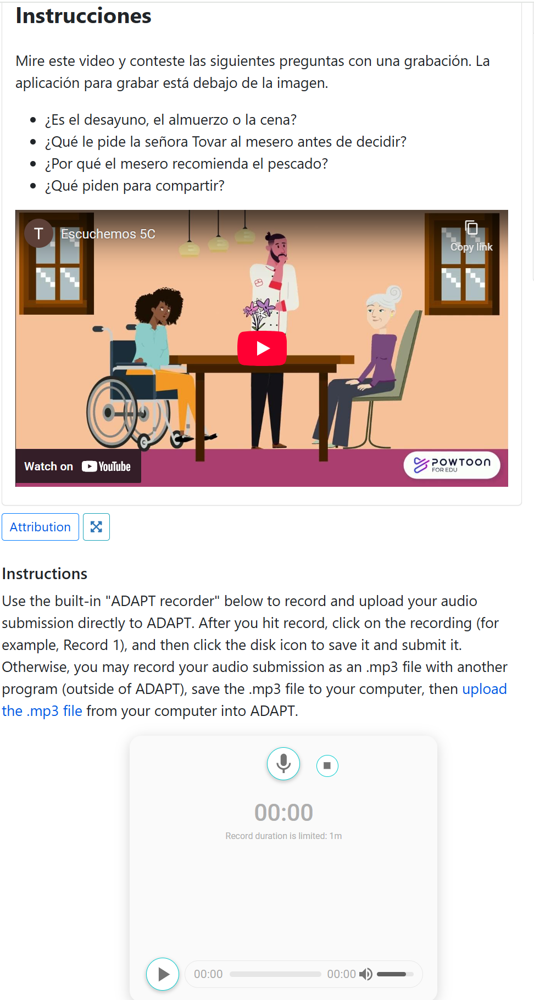 Instrucciones
Mire este video y conteste las siguientes preguntas con una grabación. La
aplicación para grabar está debajo de la imagen.
• ¿Es el desayuno, el almuerzo o la cena?
• ¿Qué le pide la señora Tovar al mesero antes de decidir?
• ¿Por qué el mesero recomienda el pescado?
• ¿Qué piden para compartir?
T Escuchemos 5C
Copy link
Watch on YouTube
POWTOON
FOR EDU
Attribution
Instructions
Use the built-in "ADAPT recorder" below to record and upload your audio
submission directly to ADAPT. After you hit record, click on the recording (for
example, Record 1), and then click the disk icon to save it and submit it.
Otherwise, you may record your audio submission as an .mp3 file with another
program (outside of ADAPT), save the .mp3 file to your computer, then upload
the .mp3 file from your computer into ADAPT.
00:00
Record duration is limited: 1m
00:00 00:00